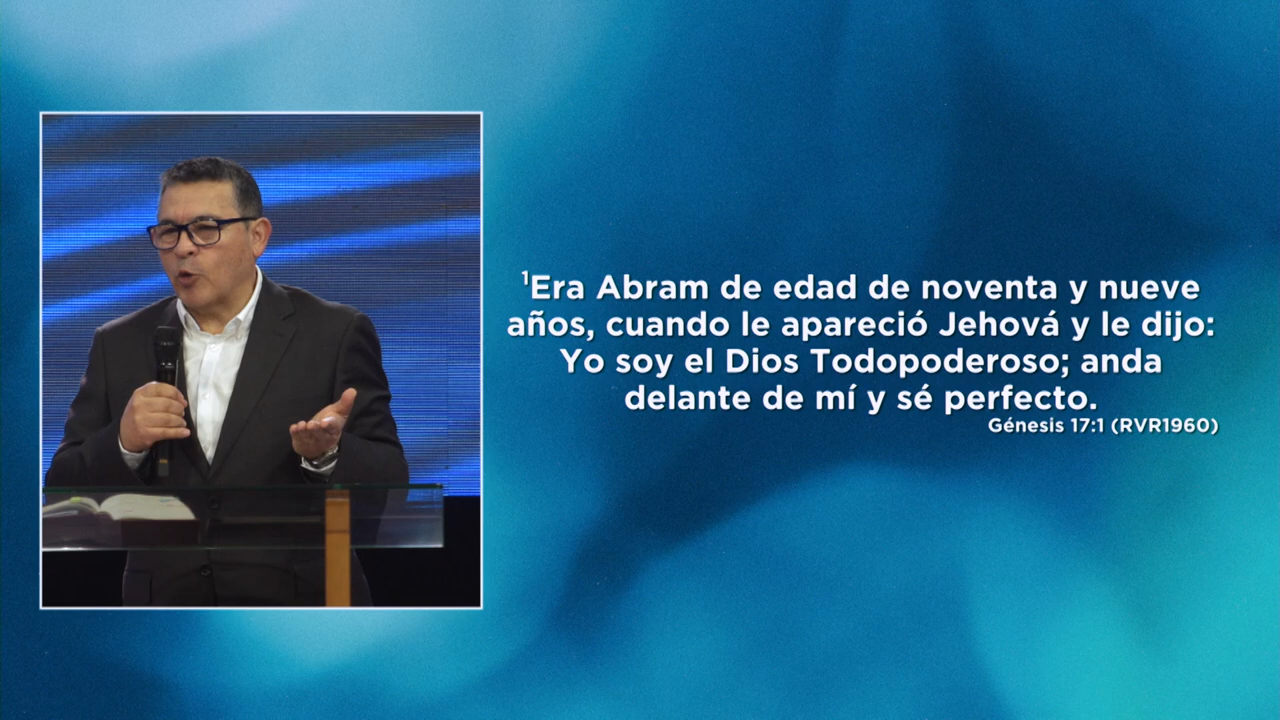 ¹Era Abram de edad de noventa y nueve
años, cuando le apareció Jehová y le dijo:
Yo soy el Dios Todopoderoso; anda
delante de mí y sé perfecto.
Génesis 17:1 (RVR1960)